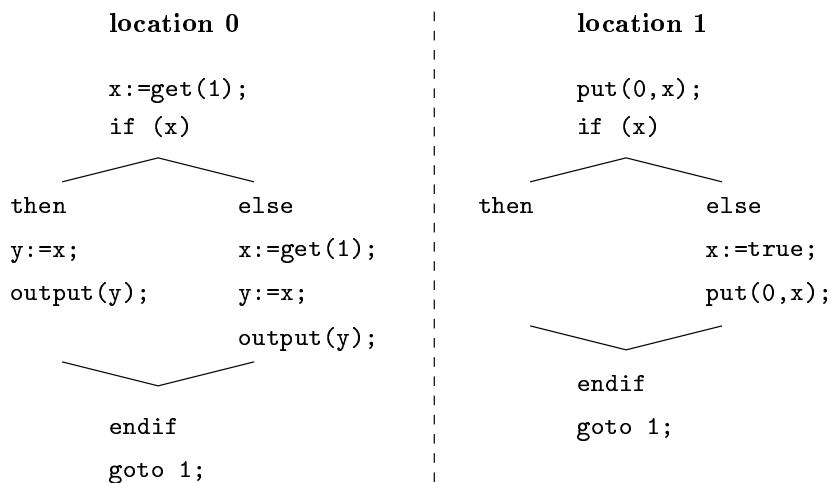 location 0
x:=get(1);
if (x)
then
else
y:=x;
x:=get(1);
output(y);
y:=x;
output(y);
endif
goto 1;
location 1
put(0,x);
if (x)
then
else
x:=true;
put(0,x);
endif
goto 1;